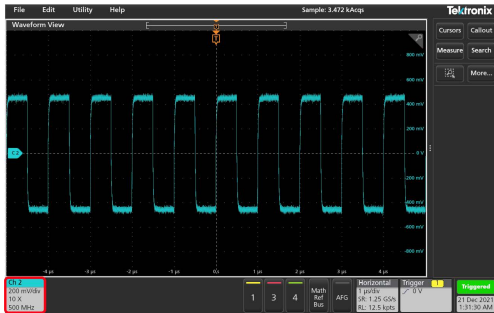 File Edit Utility Help Sample: 3.472 kAcqs Tektronix
Waveform View
Cursors Callout
Measure Search
More...
800 mV
600 mV
400 mV
200 mV
C2 0 V
-200 mV
-400 mV
-600 mV
-800 mV
-4 µs -3 µs -2 µs -1 µs 0 s 1 µs 2 µs 3 µs 4 µs
Ch 2
200 mV/div
10 X
500 MHz
1 3 4
Math
Ref
Bus
AFG
Horizontal
1 µs/div
SR: 1.25 GS/s
RL: 12.5 kpts
Trigger 1
0 V
Triggered
21 Dec 2021
1:31:30 AM